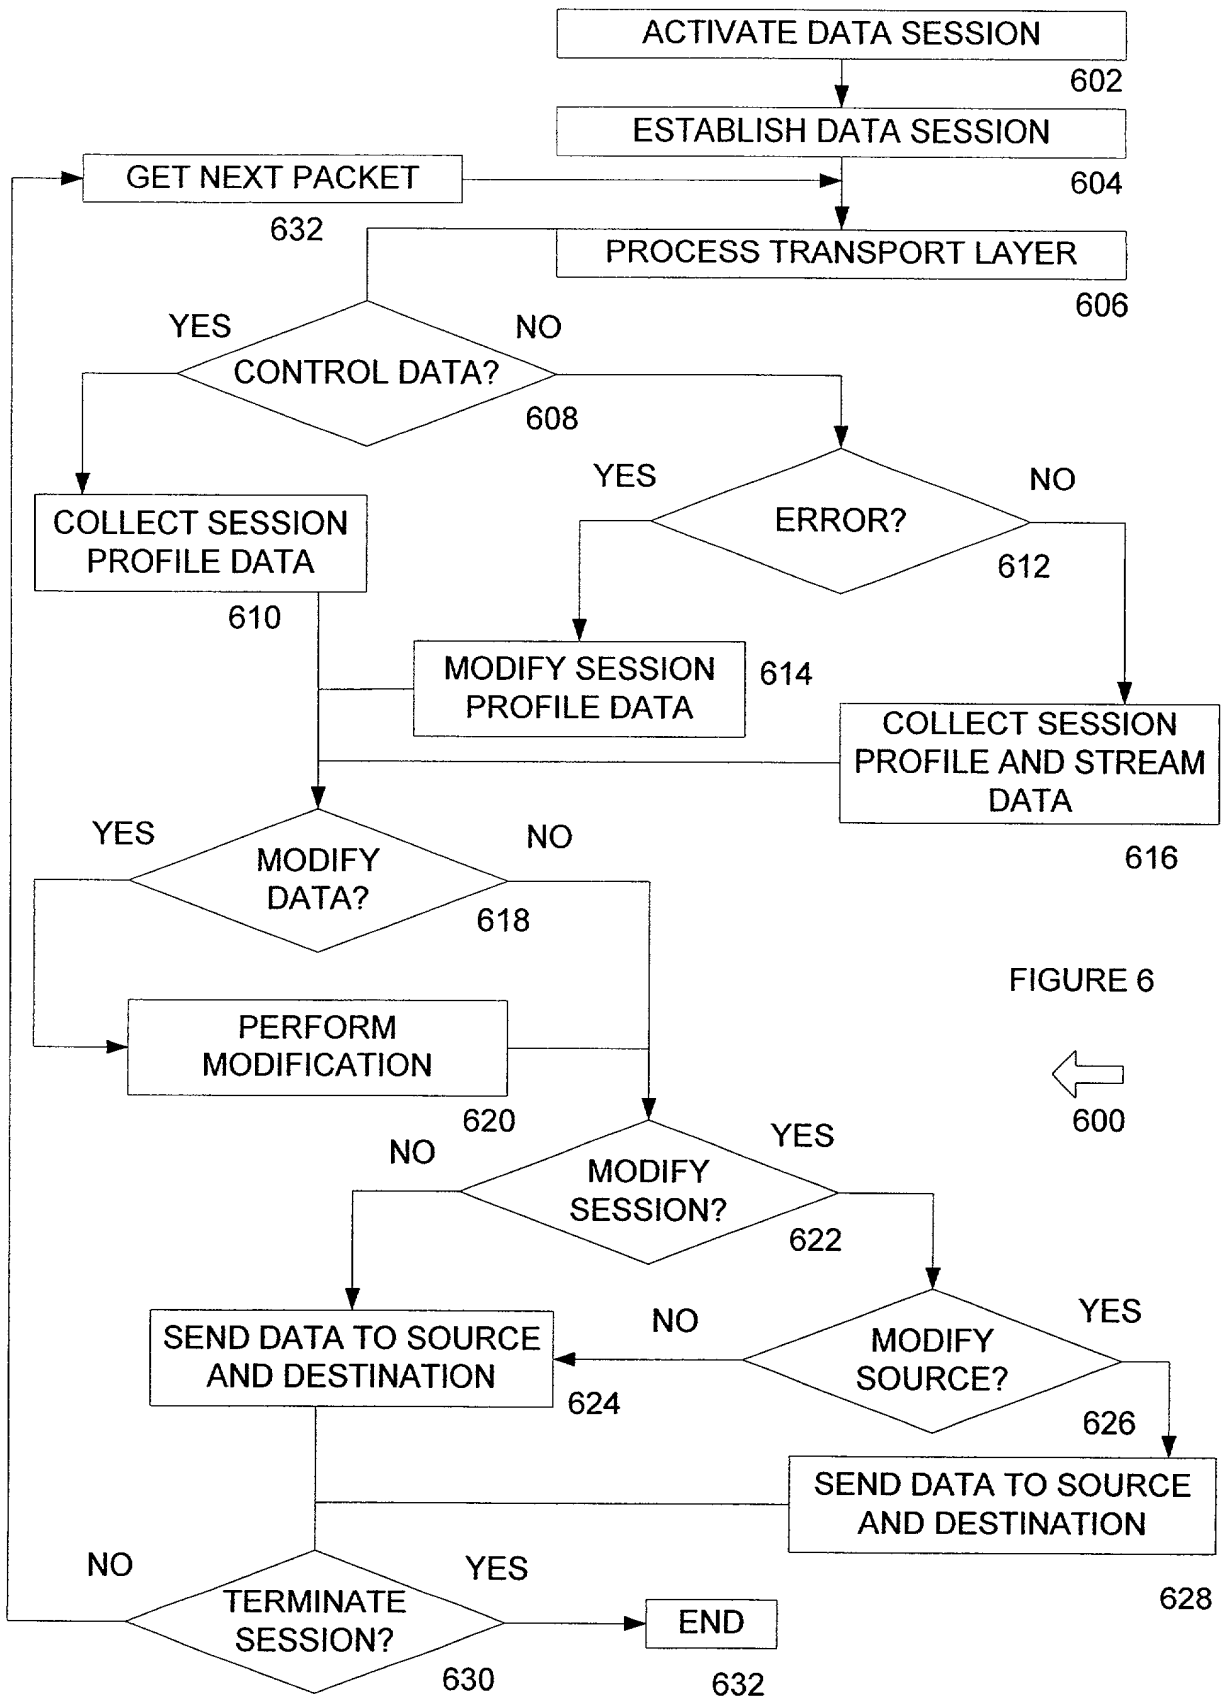 ACTIVATE DATA SESSION
602
ESTABLISH DATA SESSION
604
GET NEXT PACKET
632
PROCESS TRANSPORT LAYER
606
YES
NO
CONTROL DATA?
608
YES
NO
ERROR?
612
COLLECT SESSION
PROFILE DATA
610
MODIFY SESSION
PROFILE DATA
614
COLLECT SESSION
PROFILE AND STREAM
DATA
616
YES
NO
MODIFY
DATA?
618
FIGURE 6
600
PERFORM
MODIFICATION
620
NO
YES
MODIFY
SESSION?
622
SEND DATA TO SOURCE
AND DESTINATION
624
NO
YES
MODIFY
SOURCE?
626
SEND DATA TO SOURCE
AND DESTINATION
628
NO
YES
TERMINATE
SESSION?
630
END
632